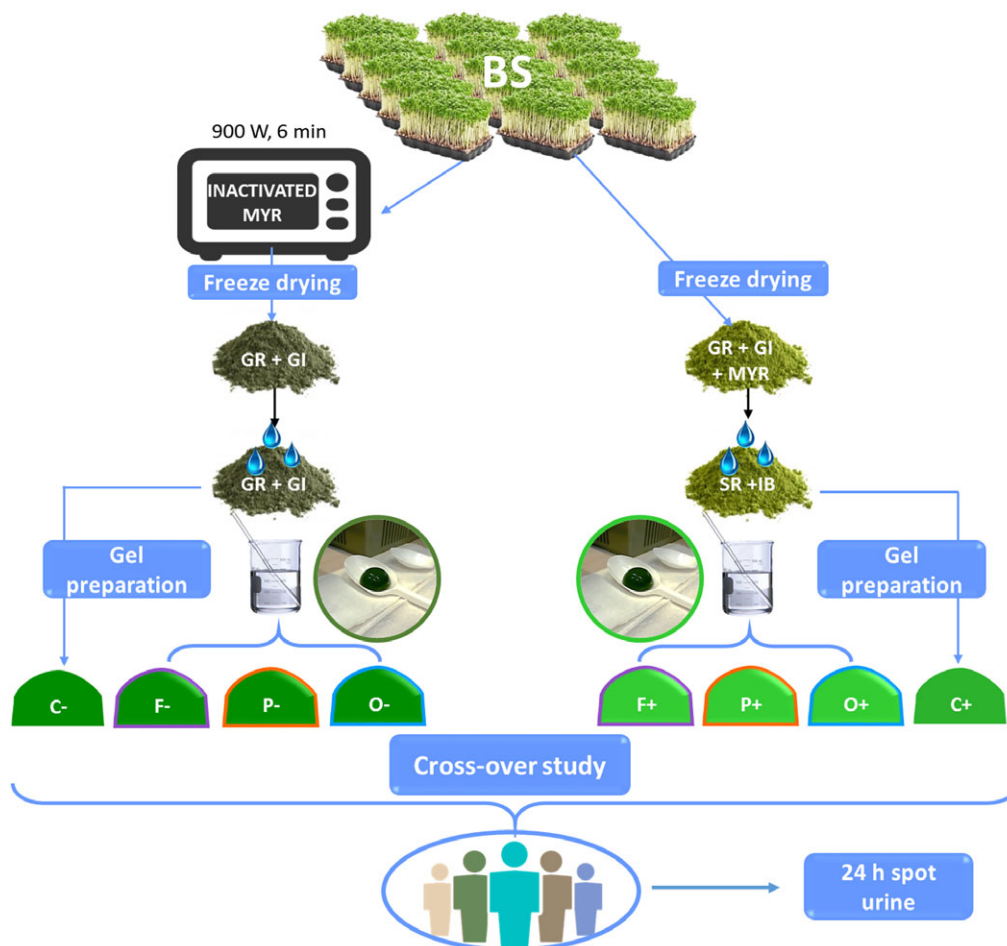 BS
900 W, 6 min
INACTIVATED
MYR
Freeze drying
Freeze drying
GR + GI
GR + GI
+ MYR
GR + GI
SR +IB
Gel
preparation
Gel
preparation
C-
F-
P-
O-
F+
P+
O+
C+
Cross-over study
24 h spot
urine